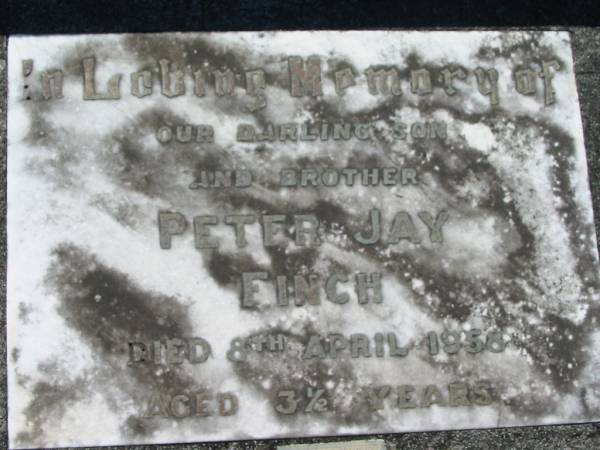 In Loving Memory of
OUR DARLING SON
AND BROTHER
PETER JAY
FINCH
DIED 8TH APRIL 1958
AGED 3½ YEARS